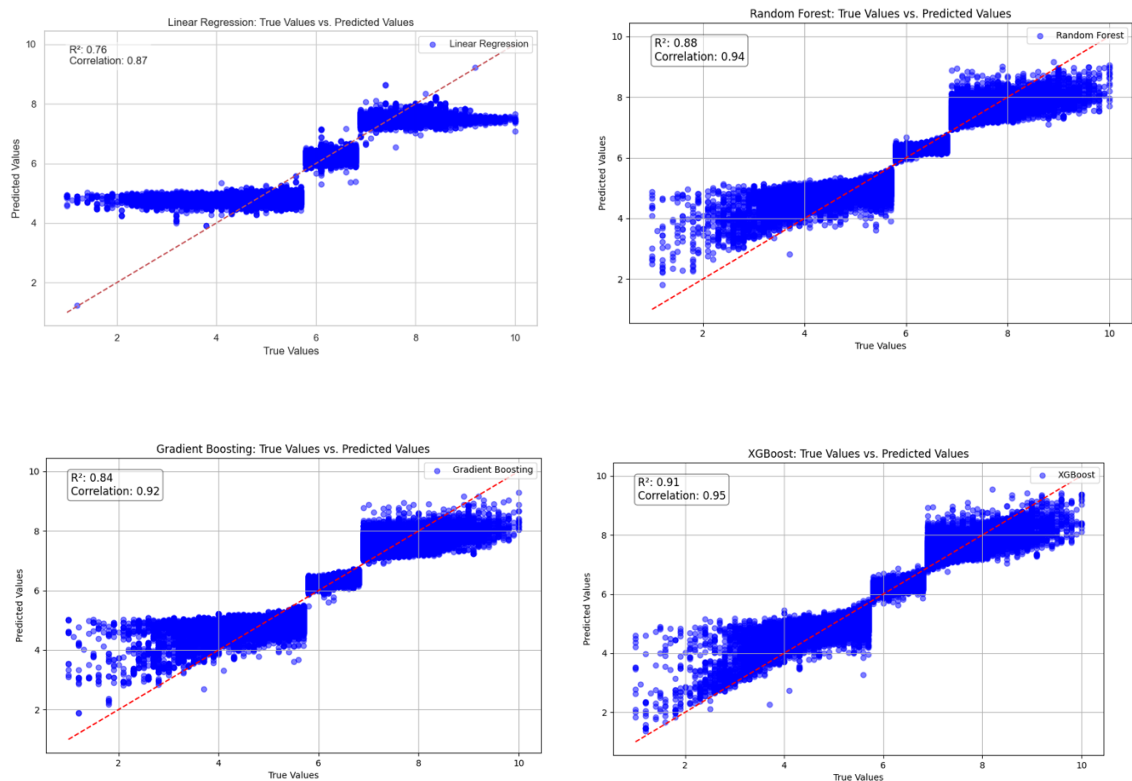 Linear Regression: True Values vs. Predicted Values
R²: 0.76
Correlation: 0.87
Linear Regression
10
8
6
4
2
Predicted Values
2 4 6 8 10
True Values
Random Forest: True Values vs. Predicted Values
R²: 0.88
Correlation: 0.94
Random Forest
10
8
6
4
2
Predicted Values
2 4 6 8 10
True Values
Gradient Boosting: True Values vs. Predicted Values
R²: 0.84
Correlation: 0.92
Gradient Boosting
10
8
6
4
2
Predicted Values
2 4 6 8 10
True Values
XGBoost: True Values vs. Predicted Values
R²: 0.91
Correlation: 0.95
XGBoost
10
8
6
4
2
Predicted Values
2 4 6 8 10
True Values